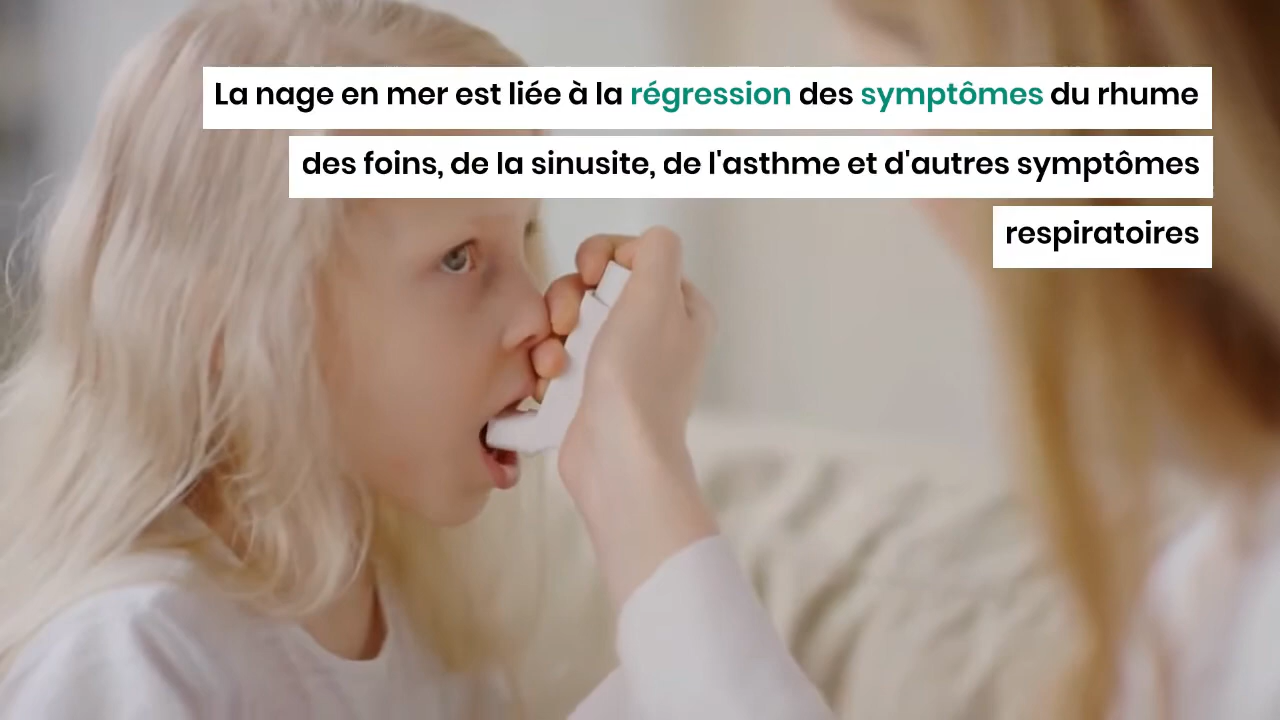 La nage en mer est liée à la régression des symptômes du rhume
des foins, de la sinusite, de l'asthme et d'autres symptômes
respiratoires